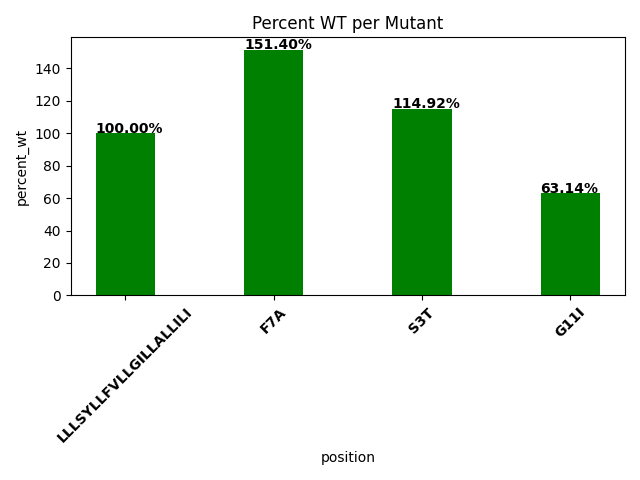 Percent WT per Mutant
percent_wt
140
120
100
80
60
40
20
0
100.00%
151.40%
114.92%
63.14%
LLLSYLLFVLLGILLALLILI
F7A
S3T
G11I
position